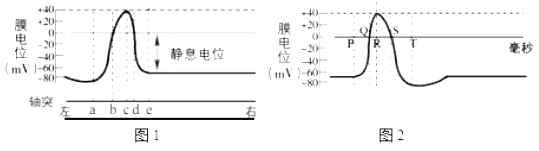 膜电位(mV)
+40
+20
0
-20
-40
-60
-80
静息电位
轴突
左 a b c d e 右
图1
膜电位(mV)
+40
+20
0
-20
-40
-60
-80
P Q R S T
毫秒
图2